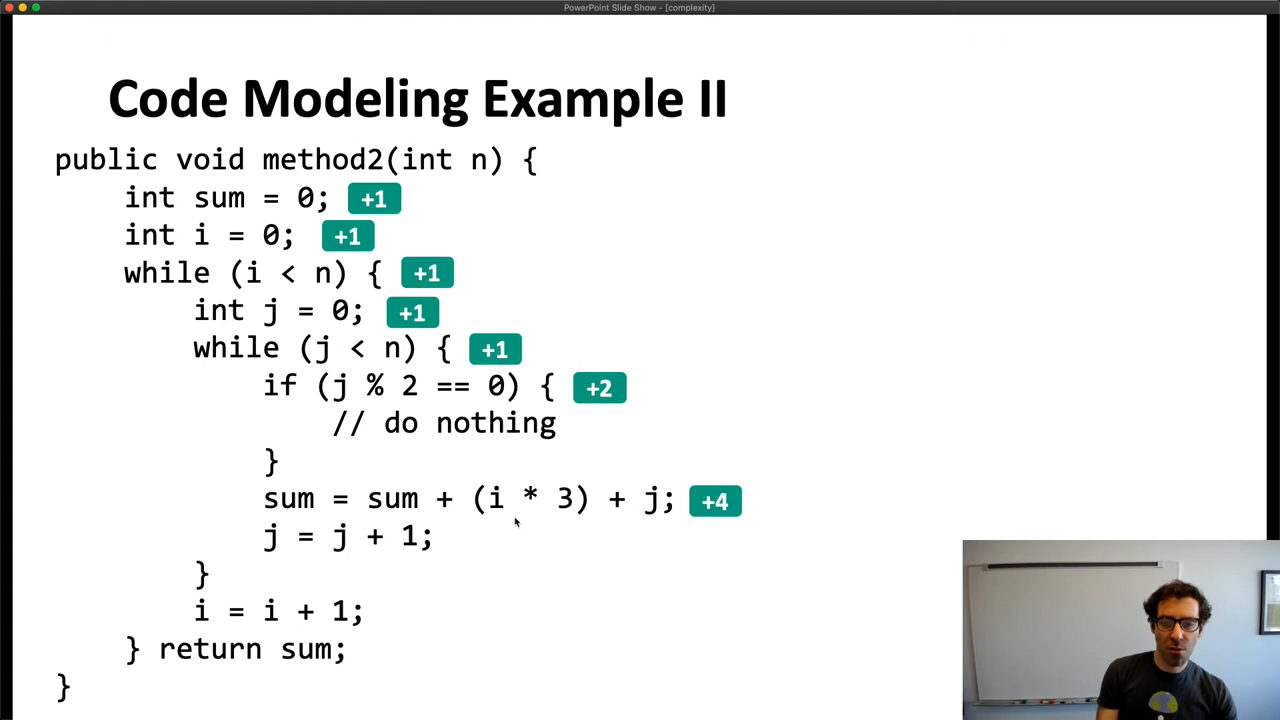 PowerPoint Slide Show - [complexity]
Code Modeling Example II
public void method2(int n) {
int sum = 0; +1
int i = 0; +1
while (i < n) { +1
int j = 0; +1
while (j < n) { +1
if (j % 2 == 0) { +2
// do nothing
}
sum = sum + (i * 3) + j; +4
j = j + 1;
}
i = i + 1;
} return sum;
}